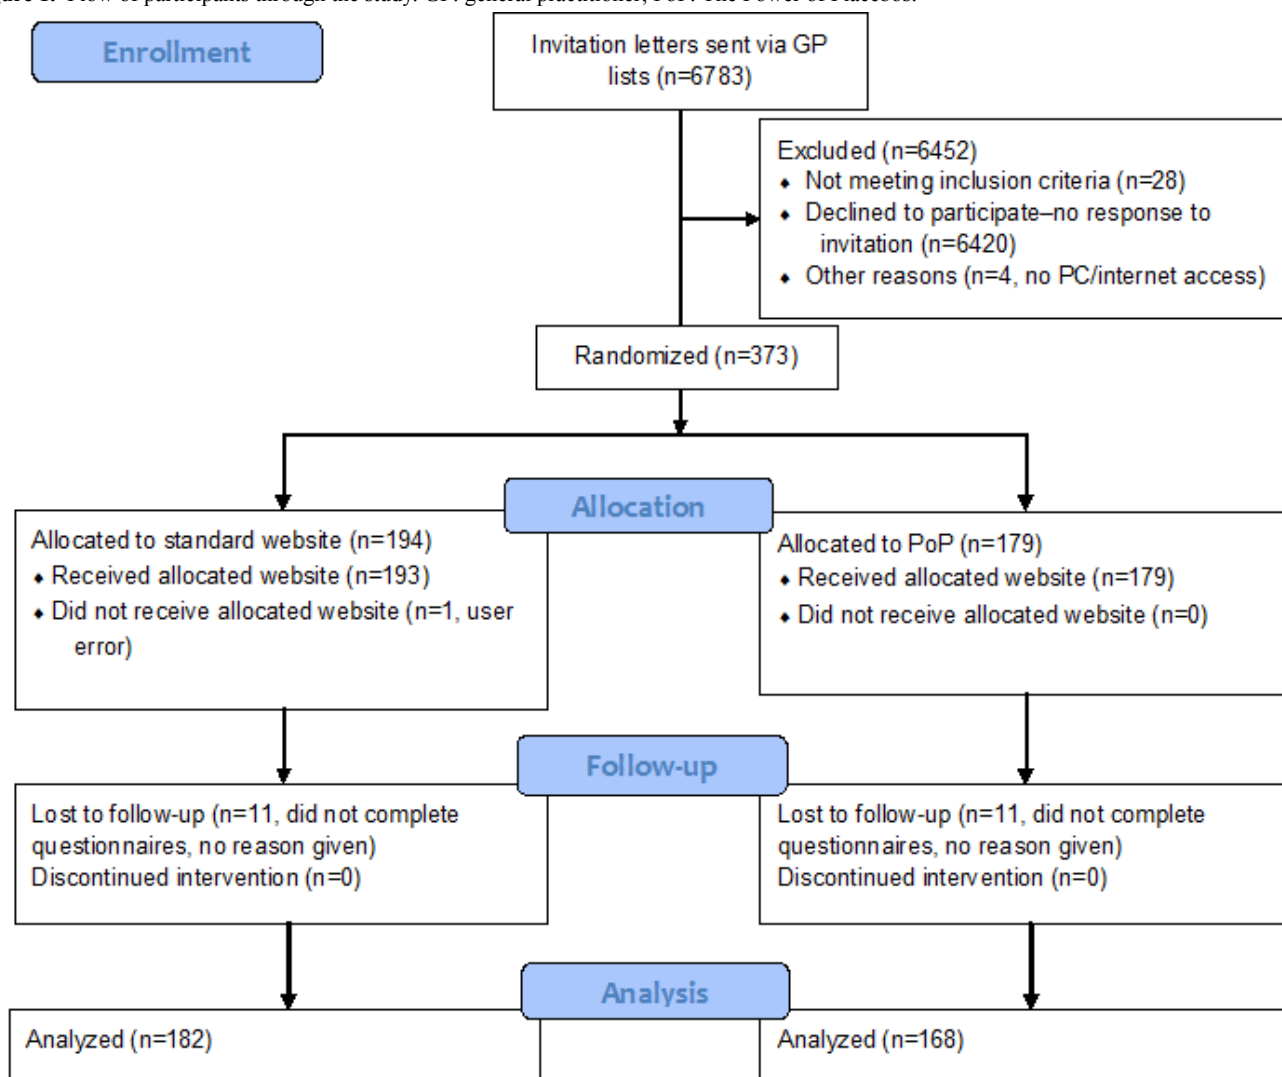 Enrollment
Invitation letters sent via GP
lists (n=6783)
Excluded (n=6452)
⬧ Not meeting inclusion criteria (n=28)
⬧ Declined to participate–no response to
invitation (n=6420)
⬧ Other reasons (n=4, no PC/internet access)
Randomized (n=373)
Allocation
Allocated to standard website (n=194)
⬧ Received allocated website (n=193)
⬧ Did not receive allocated website (n=1, user
error)
Allocated to PoP (n=179)
⬧ Received allocated website (n=179)
⬧ Did not receive allocated website (n=0)
Follow-up
Lost to follow-up (n=11, did not complete
questionnaires, no reason given)
Discontinued intervention (n=0)
Lost to follow-up (n=11, did not complete
questionnaires, no reason given)
Discontinued intervention (n=0)
Analysis
Analyzed (n=182)
Analyzed (n=168)